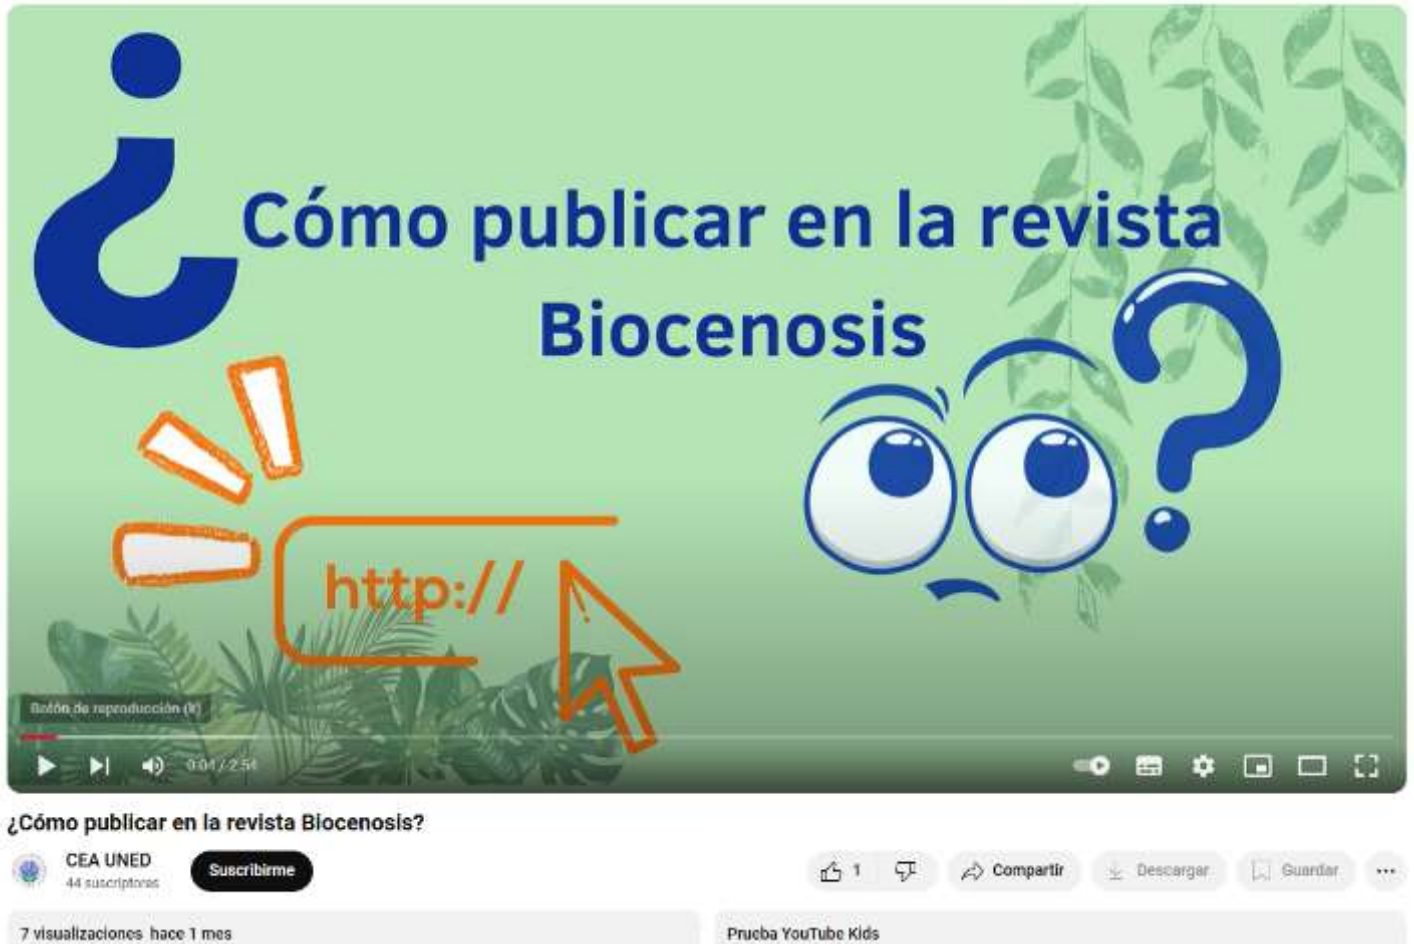 ¿
Cómo publicar en la revista
Biocenosis
?
http://
Botón de reproducción (k)
0:04 / 2:54
¿Cómo publicar en la revista Biocenosis?
CEA UNED
44 suscriptores
Suscribirme
1
Compartir
Descargar
Guardar
7 visualizaciones hace 1 mes
Prueba YouTube Kids